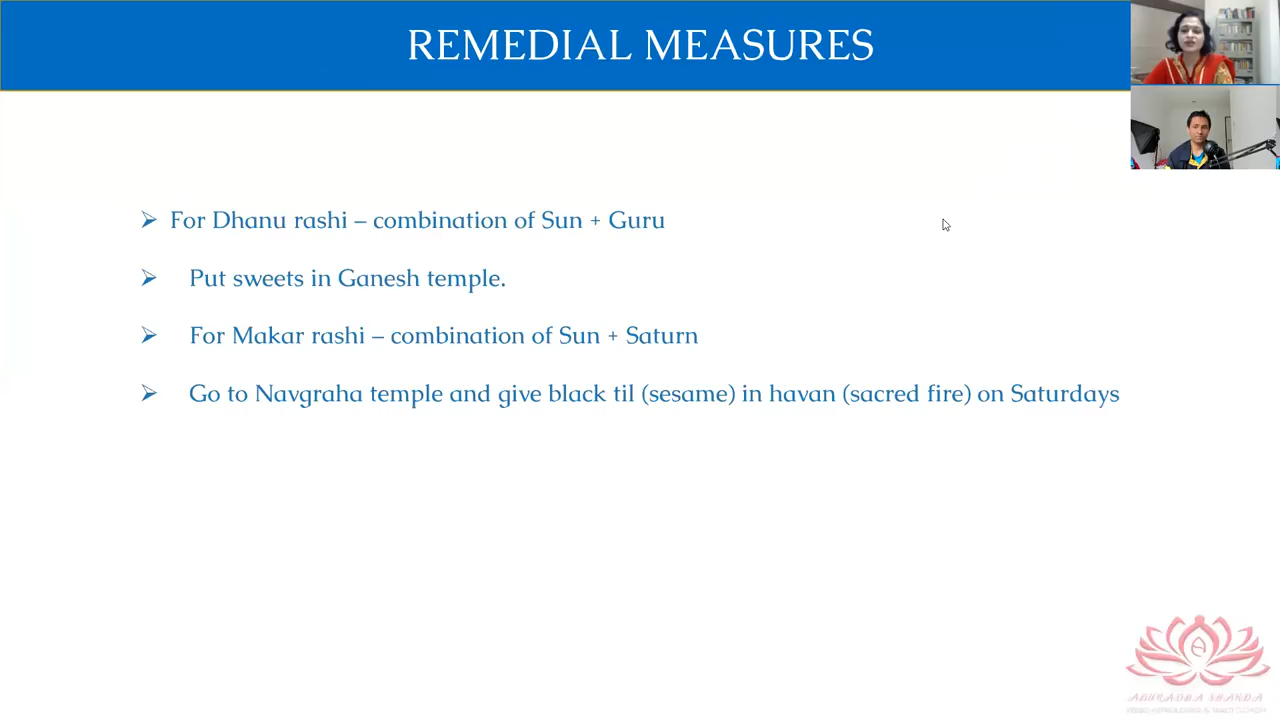 REMEDIAL MEASURES
➢ For Dhanu rashi – combination of Sun + Guru
➢ Put sweets in Ganesh temple.
➢ For Makar rashi – combination of Sun + Saturn
➢ Go to Navgraha temple and give black til (sesame) in havan (sacred fire) on Saturdays